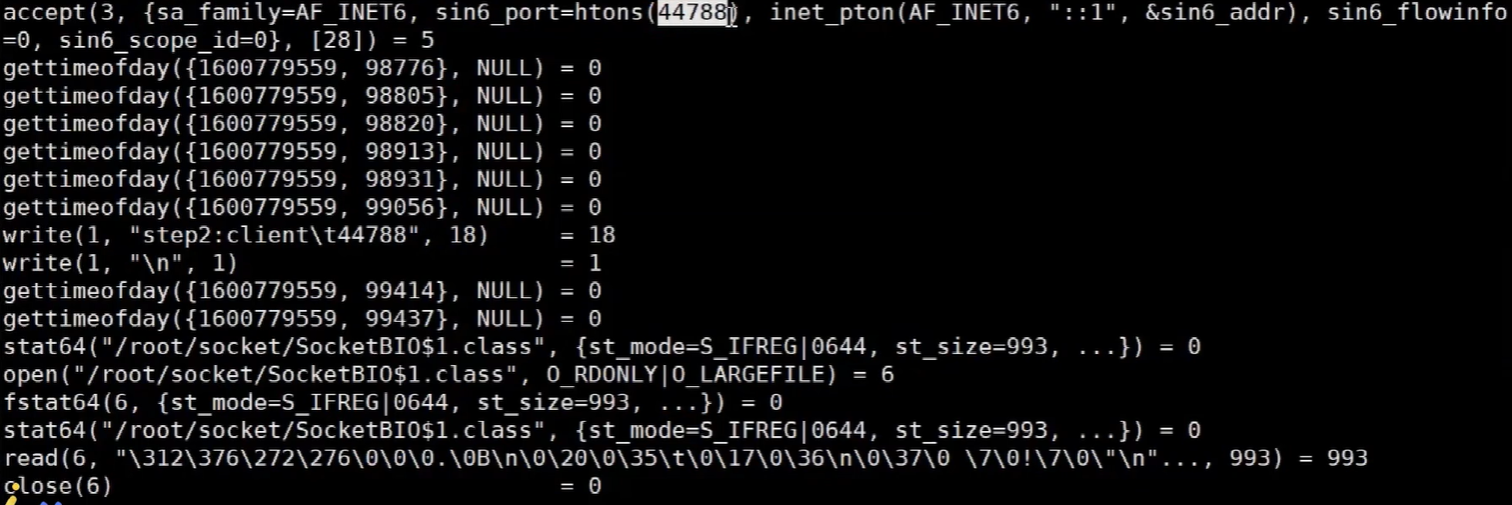 accept(3, {sa_family=AF_INET6, sin6_port=htons(44788), inet_pton(AF_INET6, "::1", &sin6_addr), sin6_flowinfo
=0, sin6_scope_id=0}, [28]) = 5
gettimeofday({1600779559, 98776}, NULL) = 0
gettimeofday({1600779559, 98805}, NULL) = 0
gettimeofday({1600779559, 98820}, NULL) = 0
gettimeofday({1600779559, 98913}, NULL) = 0
gettimeofday({1600779559, 98931}, NULL) = 0
gettimeofday({1600779559, 99056}, NULL) = 0
write(1, "step2:client\t44788", 18)     = 18
write(1, "\n", 1)                       = 1
gettimeofday({1600779559, 99414}, NULL) = 0
gettimeofday({1600779559, 99437}, NULL) = 0
stat64("/root/socket/SocketBIO$1.class", {st_mode=S_IFREG|0644, st_size=993, ...}) = 0
open("/root/socket/SocketBIO$1.class", O_RDONLY|O_LARGEFILE) = 6
fstat64(6, {st_mode=S_IFREG|0644, st_size=993, ...}) = 0
stat64("/root/socket/SocketBIO$1.class", {st_mode=S_IFREG|0644, st_size=993, ...}) = 0
read(6, "\312\376\272\276\0\0\0.\0B\n\0\20\0\35\t\0\17\0\36\n\0\37\0 \7\0!\7\0\"\n"..., 993) = 993
close(6)                                = 0